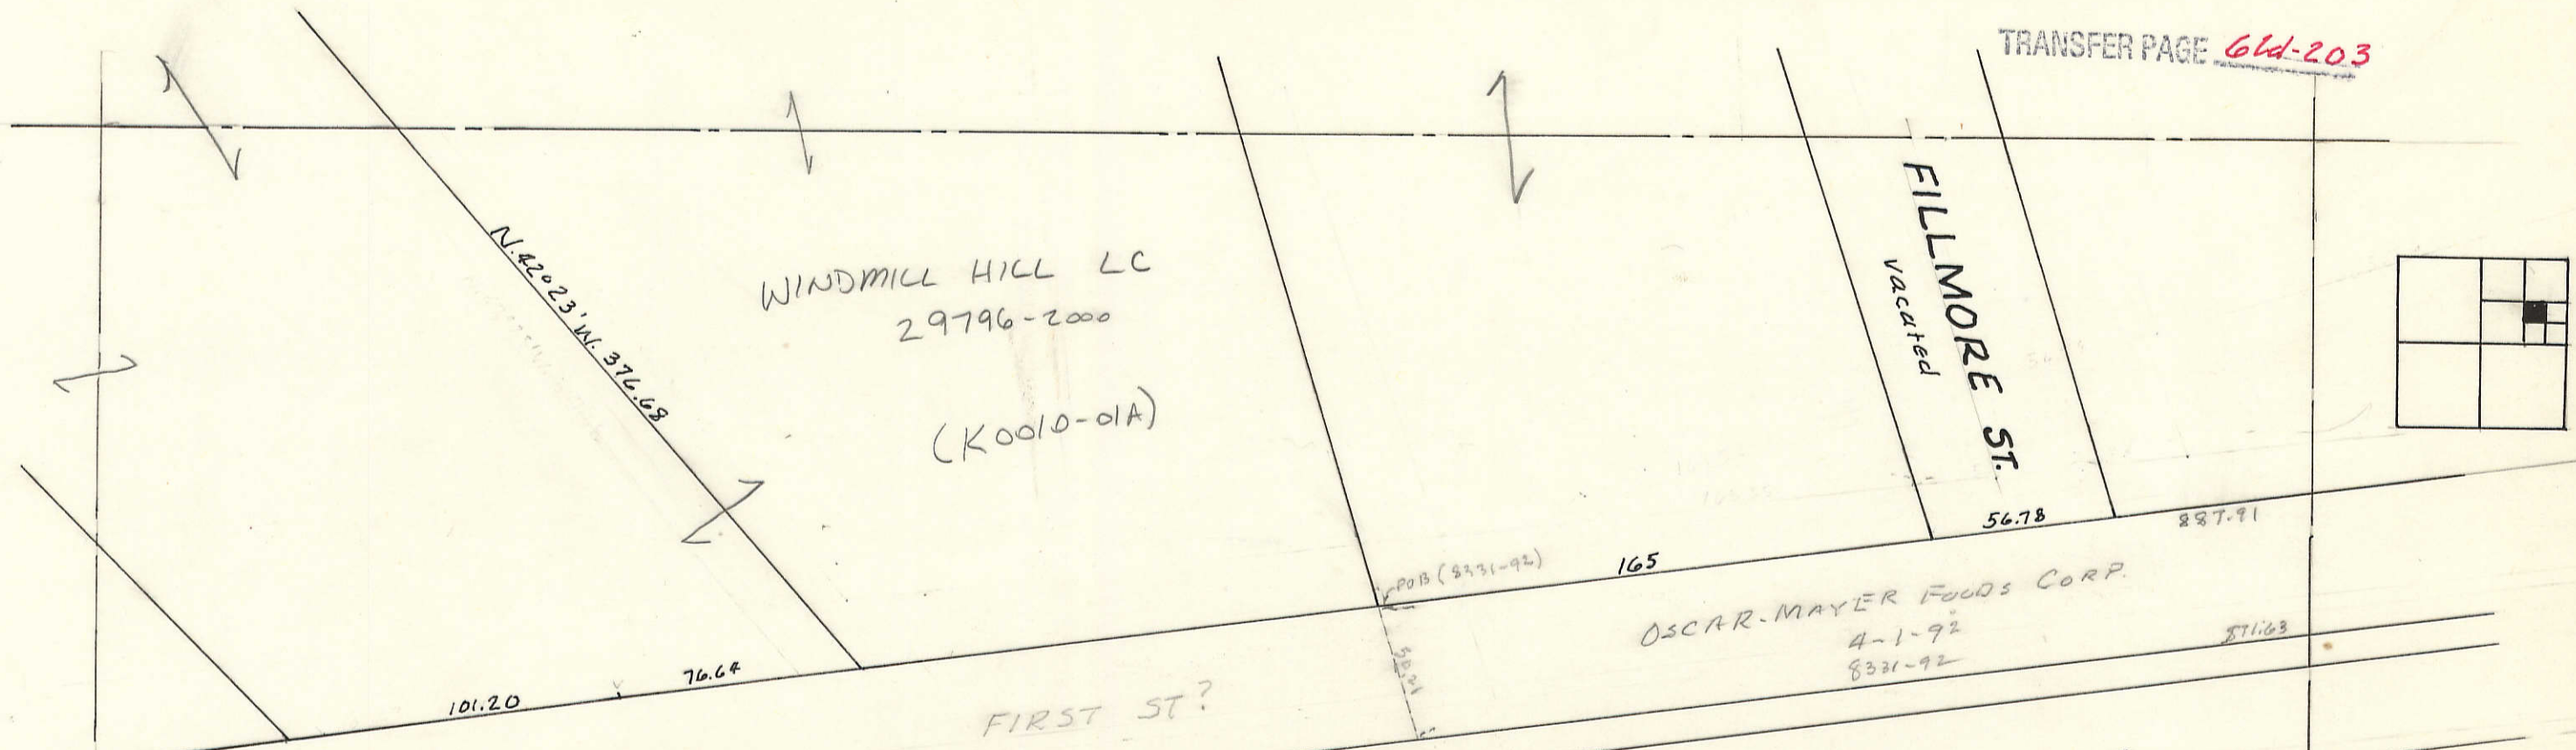 TRANSFER PAGE 61d-203
N.42°23'W. 376.68
WINDMILL HILL LC
29796-2000
(K0010-01A)
FILLMORE ST.
vacated
56.78
887.91
165
POB (8331-92)
OSCAR-MAYER FOODS CORP.
4-1-92
8331-92
871.63
76.64
101.20
FIRST ST?